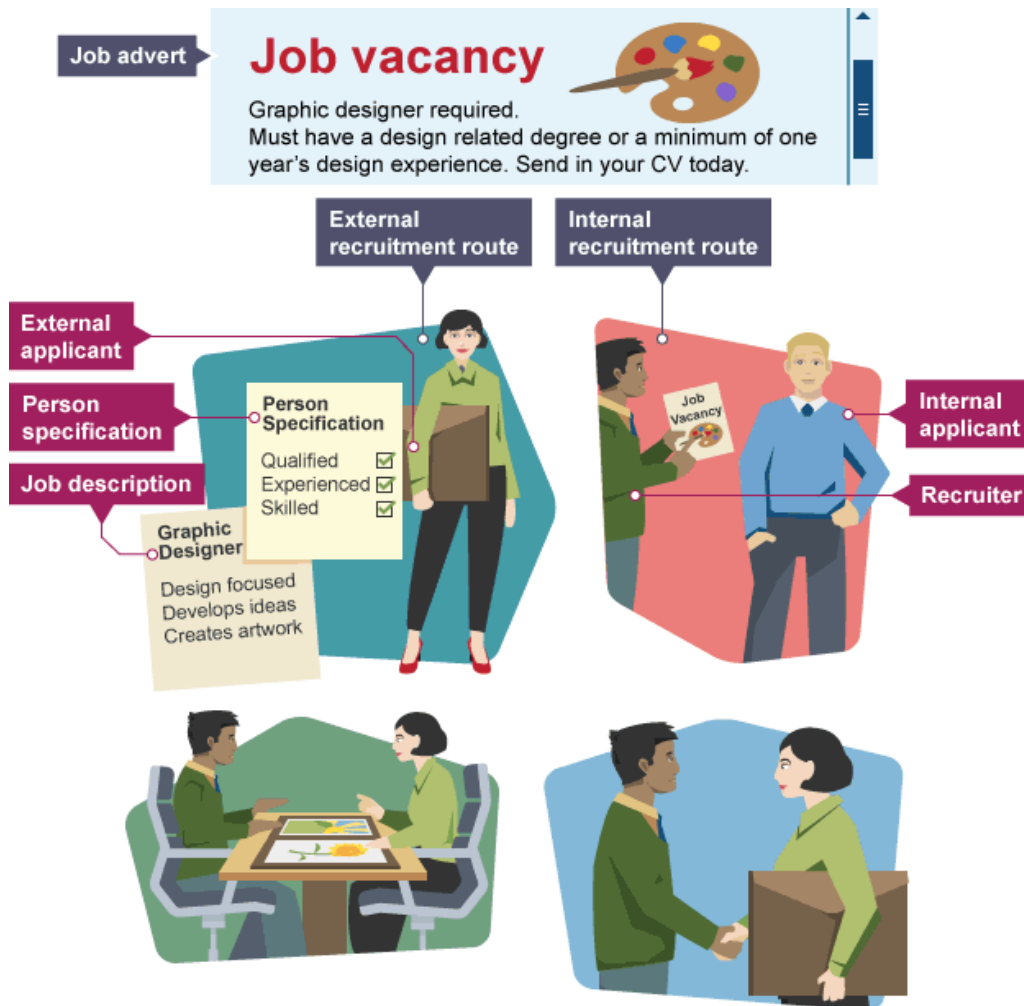 Job advert
Job vacancy
Graphic designer required.
Must have a design related degree or a minimum of one
year's design experience. Send in your CV today.
External
recruitment route
Internal
recruitment route
External
applicant
Person
specification
Job description
Person
Specification
Qualified
Experienced
Skilled
Graphic
Designer
Design focused
Develops ideas
Creates artwork
Job
Vacancy
Internal
applicant
Recruiter